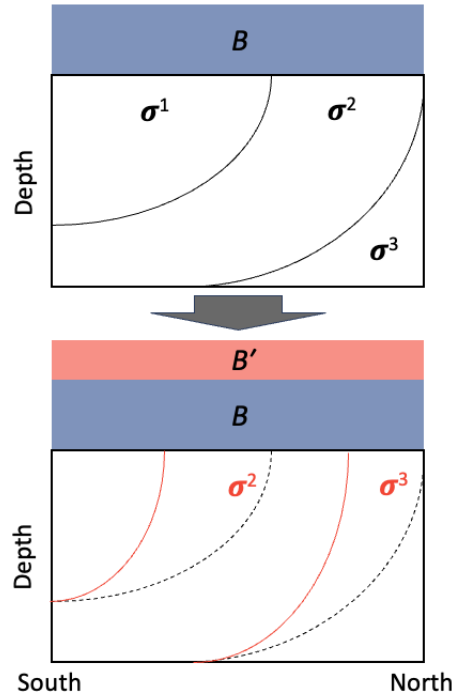 B
σ¹ σ²
Depth
σ³
B′
B
σ² σ³
Depth
South North